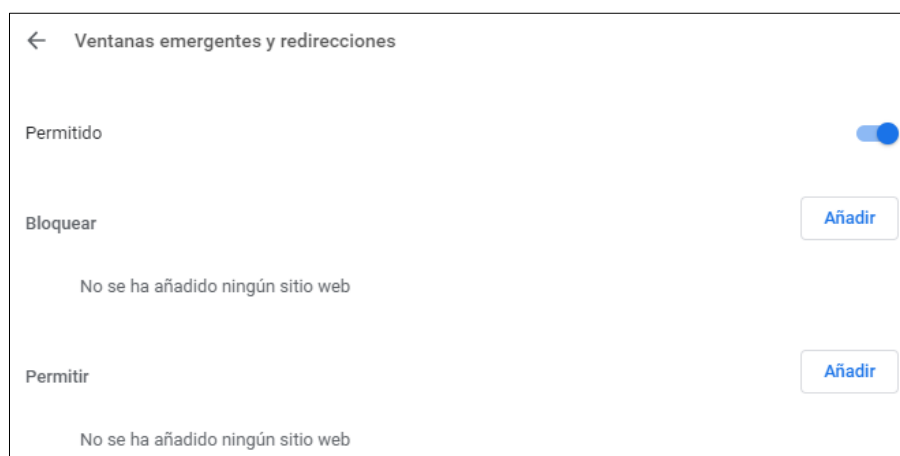 Ventanas emergentes y redirecciones
Permitido
Bloquear
Añadir
No se ha añadido ningún sitio web
Permitir
Añadir
No se ha añadido ningún sitio web